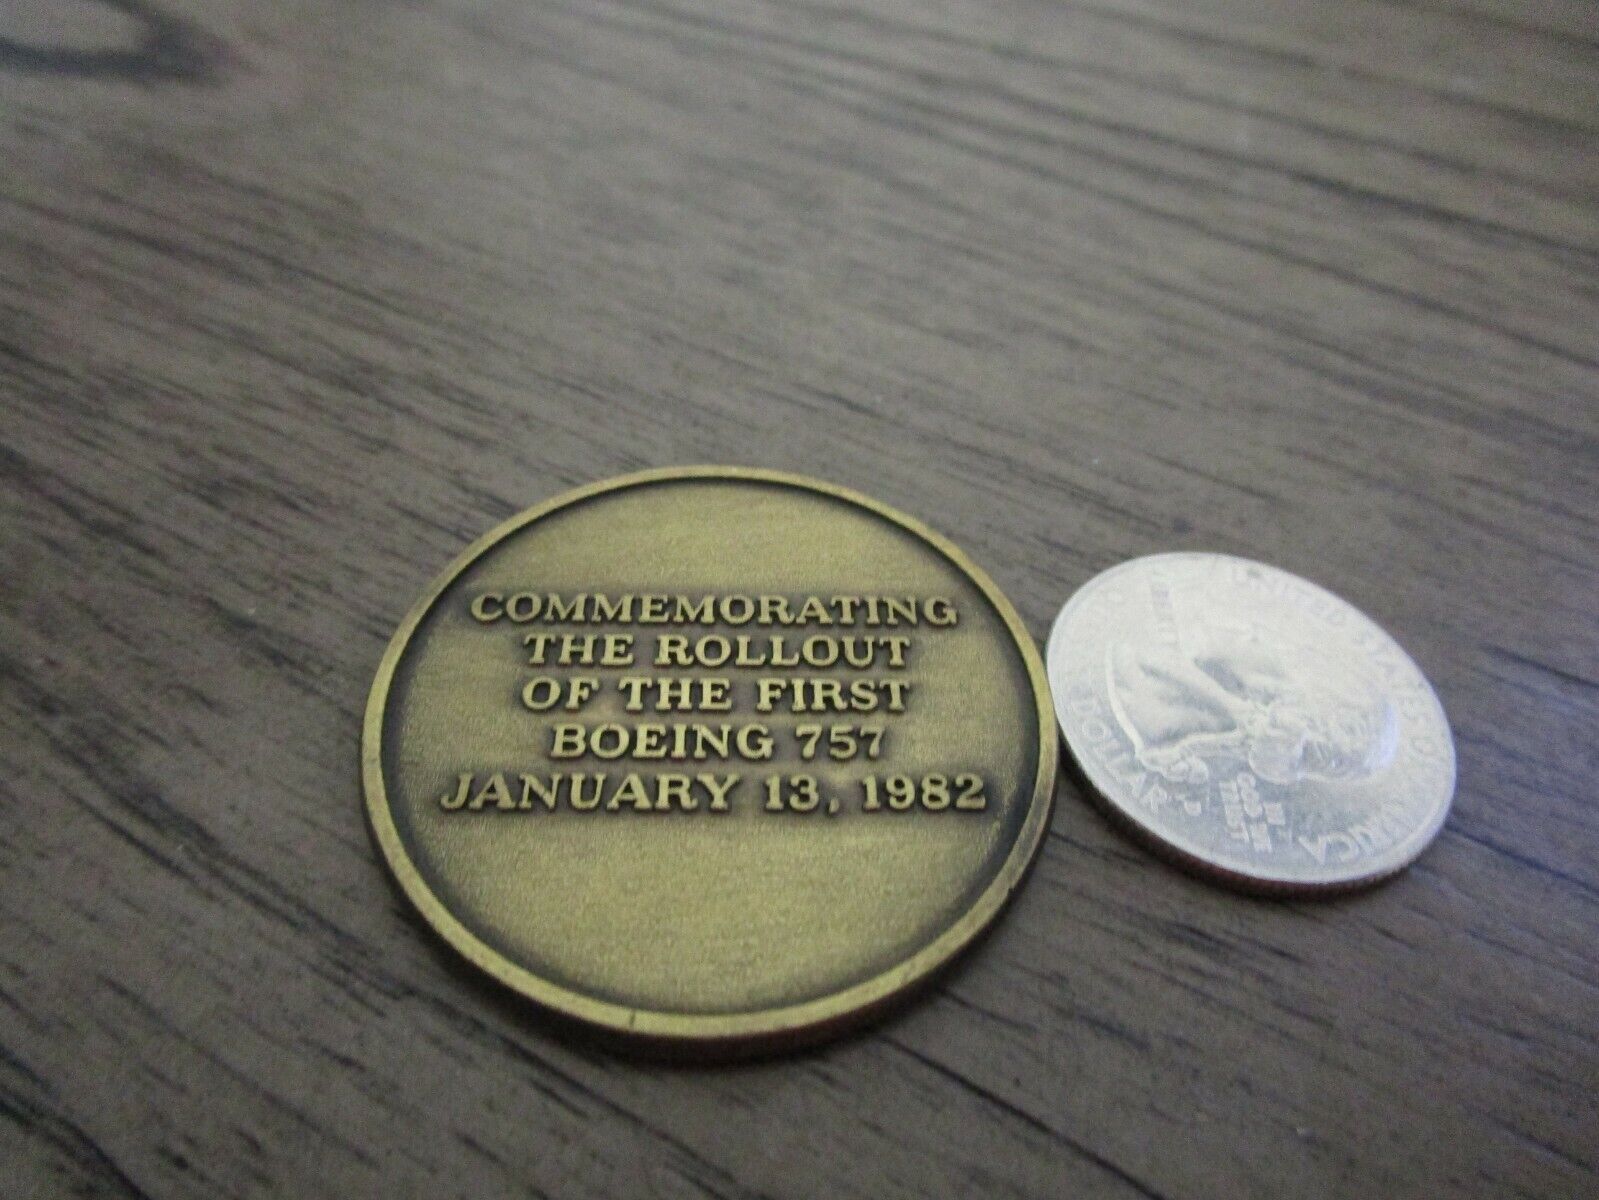 COMMEMORATING
THE ROLLOUT
OF THE FIRST
BOEING 757
JANUARY 13, 1982
UNITED STATES OF AMERICA
LIBERTY
IN
GOD WE
TRUST
P
DOLLAR